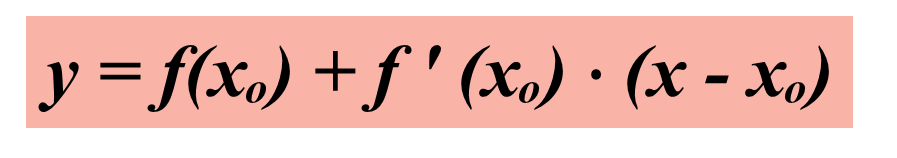 y = f(xₒ) + f ' (xₒ) · (x - xₒ)